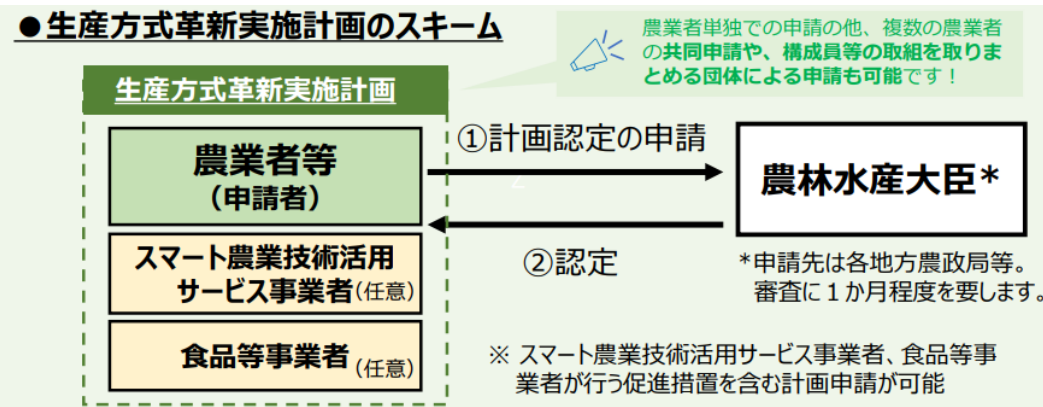 ●生産方式革新実施計画のスキーム
農業者単独での申請の他、複数の農業者
の共同申請や、構成員等の取組を取りま
とめる団体による申請も可能です！
生産方式革新実施計画
農業者等
（申請者）
スマート農業技術活用
サービス事業者(任意)
食品等事業者(任意)
①計画認定の申請
2
②認定
農林水産大臣*
*申請先は各地方農政局等。
審査に１か月程度を要します。
※ スマート農業技術活用サービス事業者、食品等事
業者が行う促進措置を含む計画申請が可能